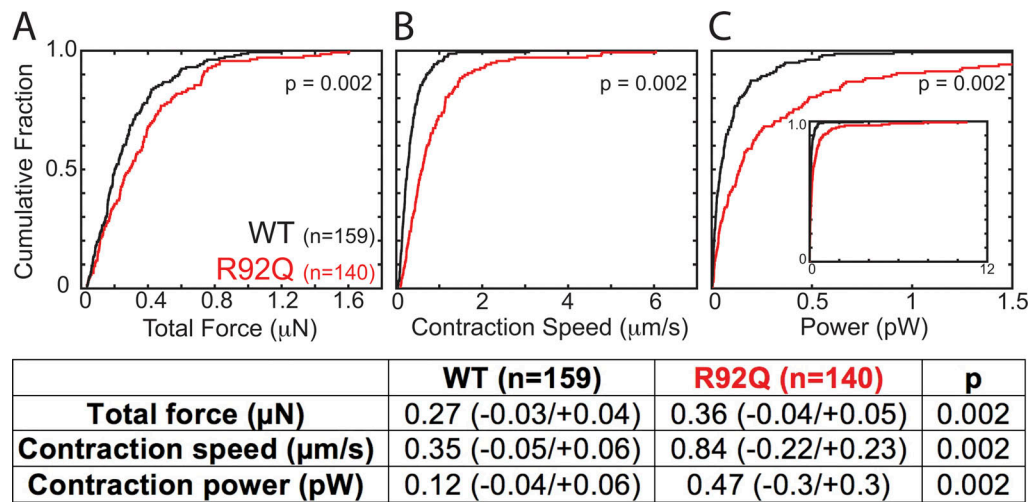 A B C
1.0
0.5
0
Cumulative Fraction
p = 0.002
WT (n=159)
R92Q (n=140)
0 0.4 0.8 1.2 1.6
Total Force (μN)
p = 0.002
0 2 4 6
Contraction Speed (μm/s)
p = 0.002
1.0
0
0 12
0 0.5 1 1.5
Power (pW)
WT (n=159) R92Q (n=140) p
Total force (μN) 0.27 (-0.03/+0.04) 0.36 (-0.04/+0.05) 0.002
Contraction speed (μm/s) 0.35 (-0.05/+0.06) 0.84 (-0.22/+0.23) 0.002
Contraction power (pW) 0.12 (-0.04/+0.06) 0.47 (-0.3/+0.3) 0.002